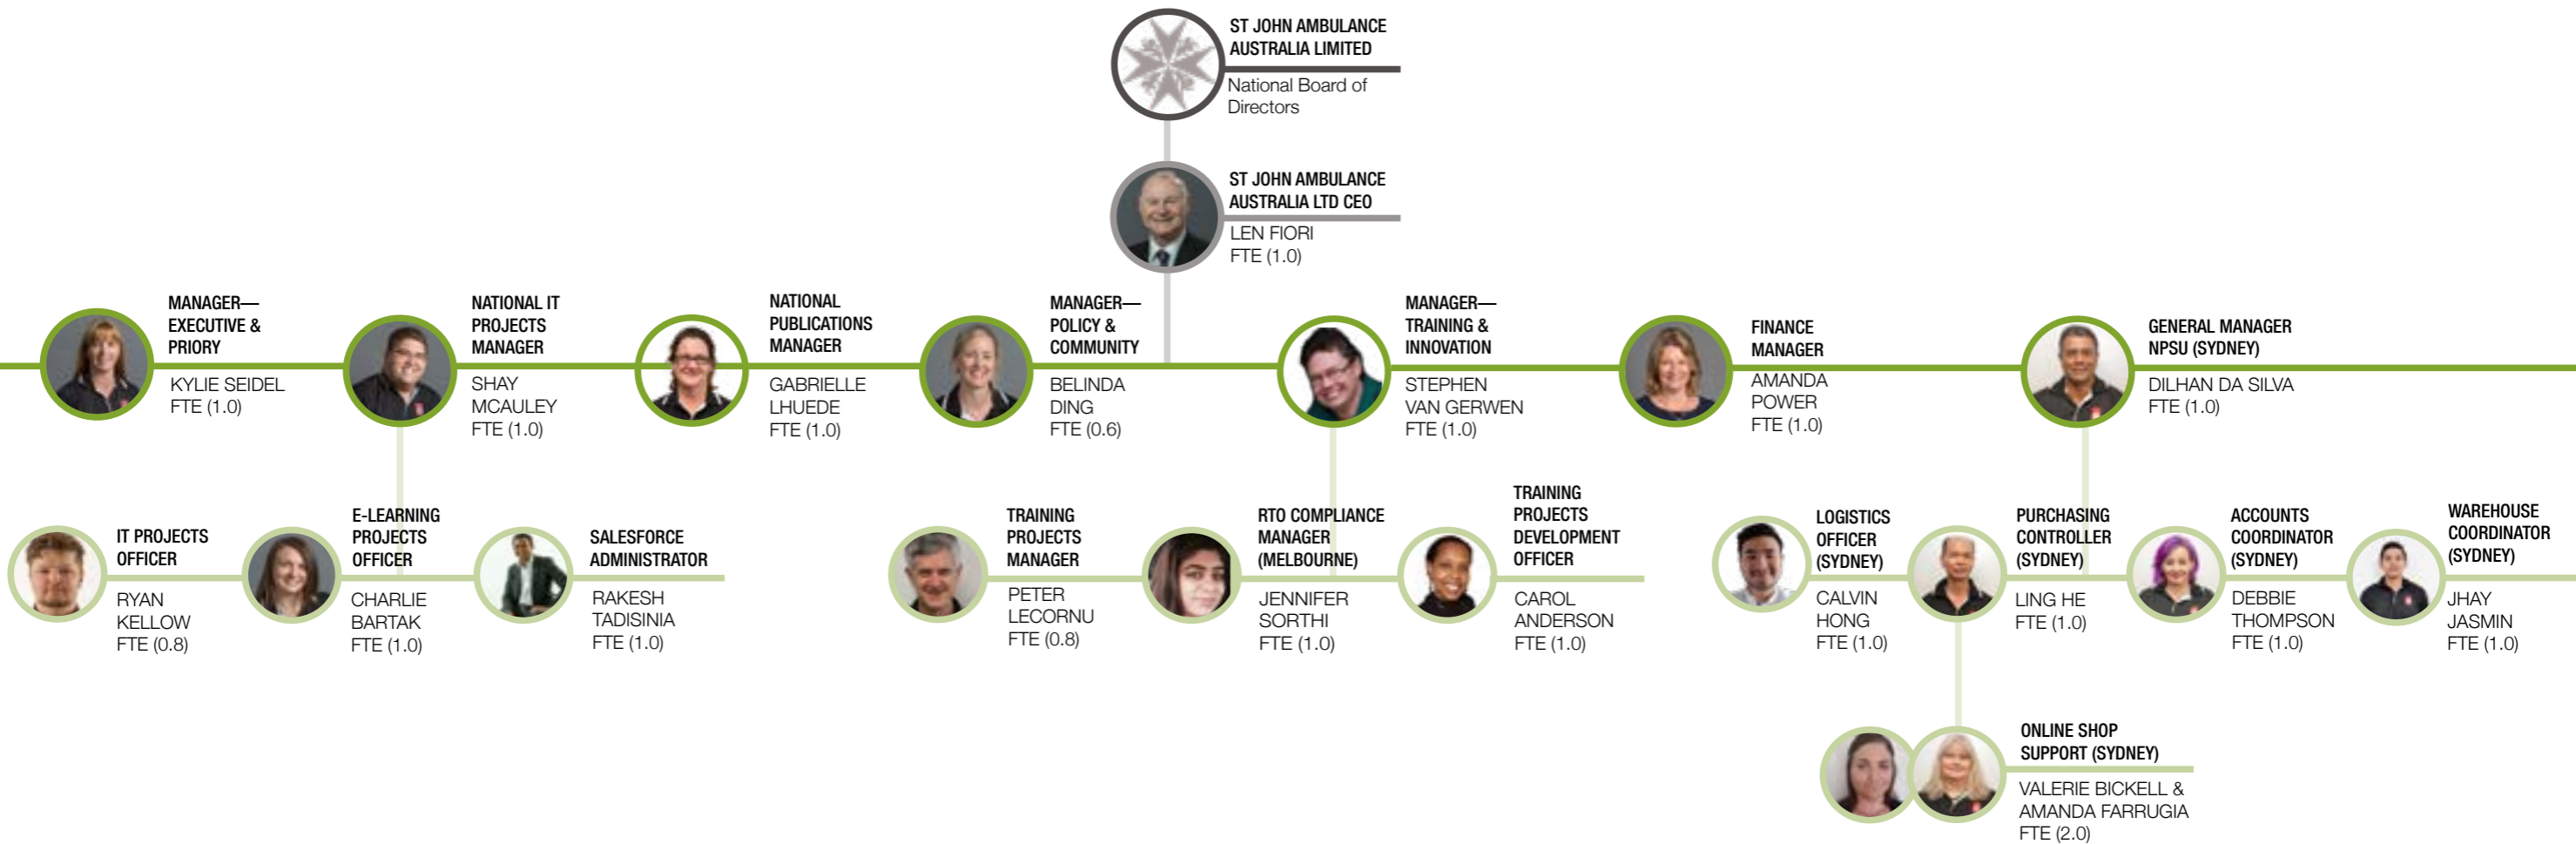 ST JOHN AMBULANCE
AUSTRALIA LIMITED
National Board of
Directors
ST JOHN AMBULANCE
AUSTRALIA LTD CEO
LEN FIORI
FTE (1.0)
MANAGER—
EXECUTIVE &
PRIORY
KYLIE SEIDEL
FTE (1.0)
NATIONAL IT
PROJECTS
MANAGER
SHAY
MCAULEY
FTE (1.0)
NATIONAL
PUBLICATIONS
MANAGER
GABRIELLE
LHUEDE
FTE (1.0)
MANAGER—
POLICY &
COMMUNITY
BELINDA
DING
FTE (0.6)
MANAGER—
TRAINING &
INNOVATION
STEPHEN
VAN GERWEN
FTE (1.0)
FINANCE
MANAGER
AMANDA
POWER
FTE (1.0)
GENERAL MANAGER
NPSU (SYDNEY)
DILHAN DA SILVA
FTE (1.0)
IT PROJECTS
OFFICER
RYAN
KELLOW
FTE (0.8)
E-LEARNING
PROJECTS
OFFICER
CHARLIE
BARTAK
FTE (1.0)
SALESFORCE
ADMINISTRATOR
RAKESH
TADISINIA
FTE (1.0)
TRAINING
PROJECTS
MANAGER
PETER
LECORNU
FTE (0.8)
RTO COMPLIANCE
MANAGER
(MELBOURNE)
JENNIFER
SORTHI
FTE (1.0)
TRAINING
PROJECTS
DEVELOPMENT
OFFICER
CAROL
ANDERSON
FTE (1.0)
LOGISTICS
OFFICER
(SYDNEY)
CALVIN
HONG
FTE (1.0)
PURCHASING
CONTROLLER
(SYDNEY)
LING HE
FTE (1.0)
ACCOUNTS
COORDINATOR
(SYDNEY)
DEBBIE
THOMPSON
FTE (1.0)
WAREHOUSE
COORDINATOR
(SYDNEY)
JHAY
JASMIN
FTE (1.0)
ONLINE SHOP
SUPPORT (SYDNEY)
VALERIE BICKELL &
AMANDA FARRUGIA
FTE (2.0)